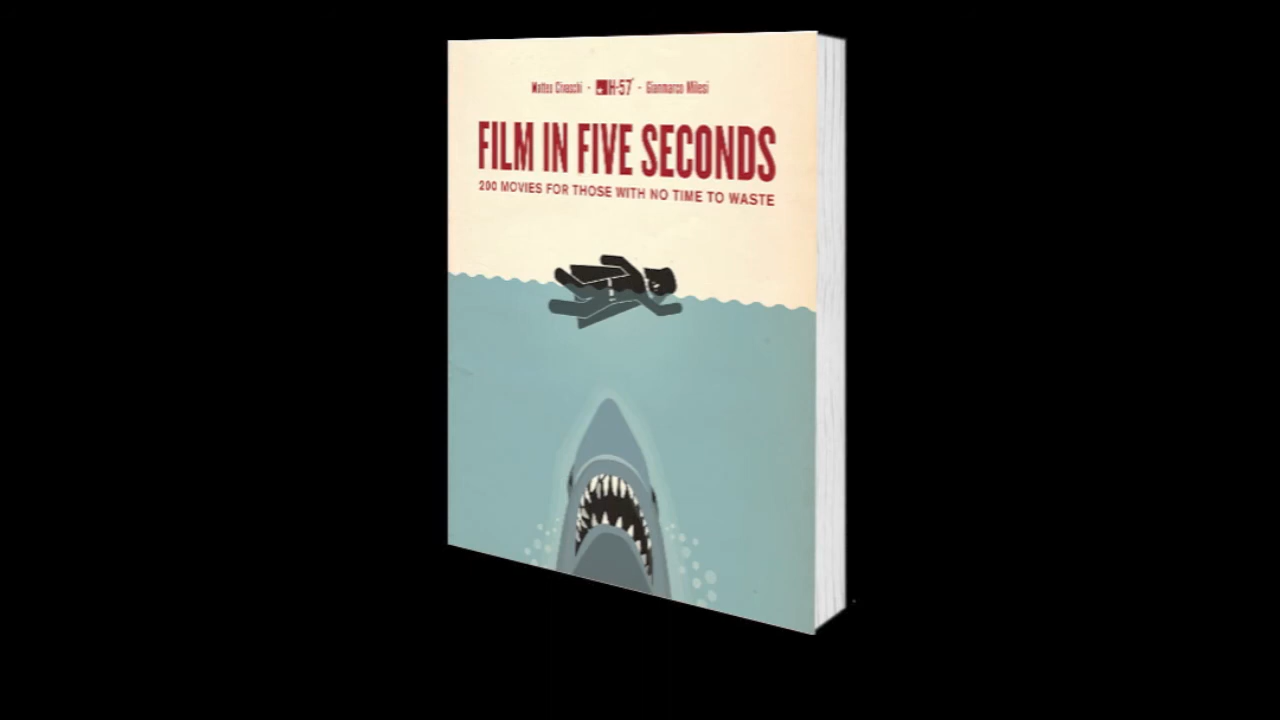 Matteo Civaschi - H-57 - Gianmarco Milesi
FILM IN FIVE SECONDS
200 MOVIES FOR THOSE WITH NO TIME TO WASTE